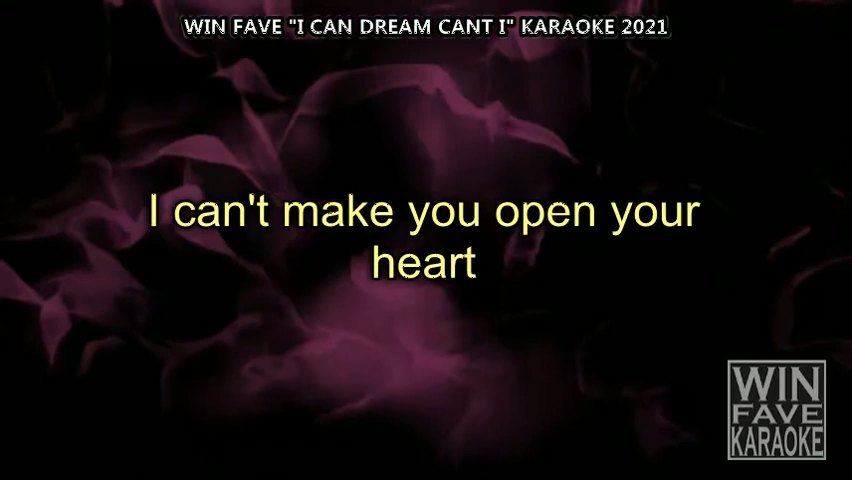 WIN FAVE "I CAN DREAM CANT I" KARAOKE 2021
I can't make you open your
heart
WIN
FAVE
KARAOKE